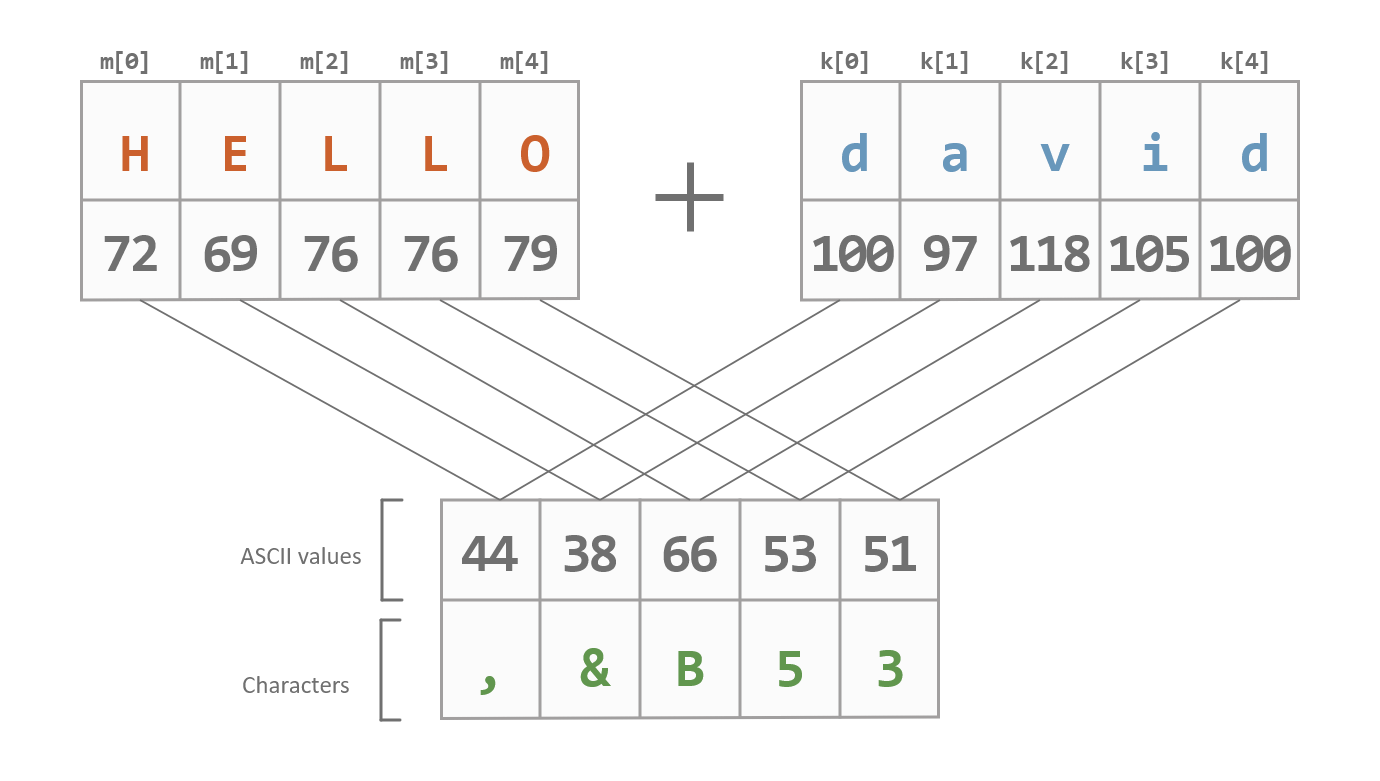 m[0] m[1] m[2] m[3] m[4] k[0] k[1] k[2] k[3] k[4]
H E L L O + d a v i d
72 69 76 76 79 100 97 118 105 100
ASCII values 44 38 66 53 51
Characters , & B 5 3